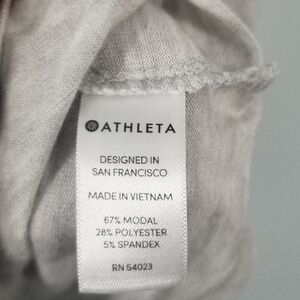 ATHLETA
DESIGNED IN
SAN FRANCISCO
MADE IN VIETNAM
67% MODAL
28% POLYESTER
5% SPANDEX
RN 54023